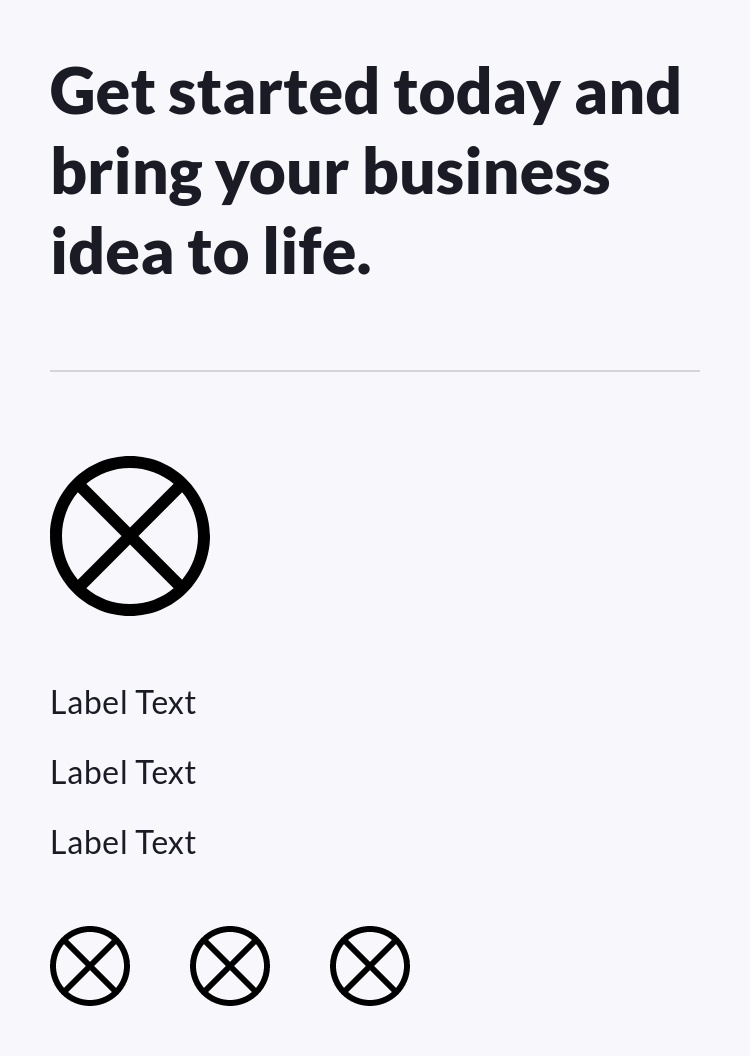 Get started today and
bring your business
idea to life.
Label Text
Label Text
Label Text